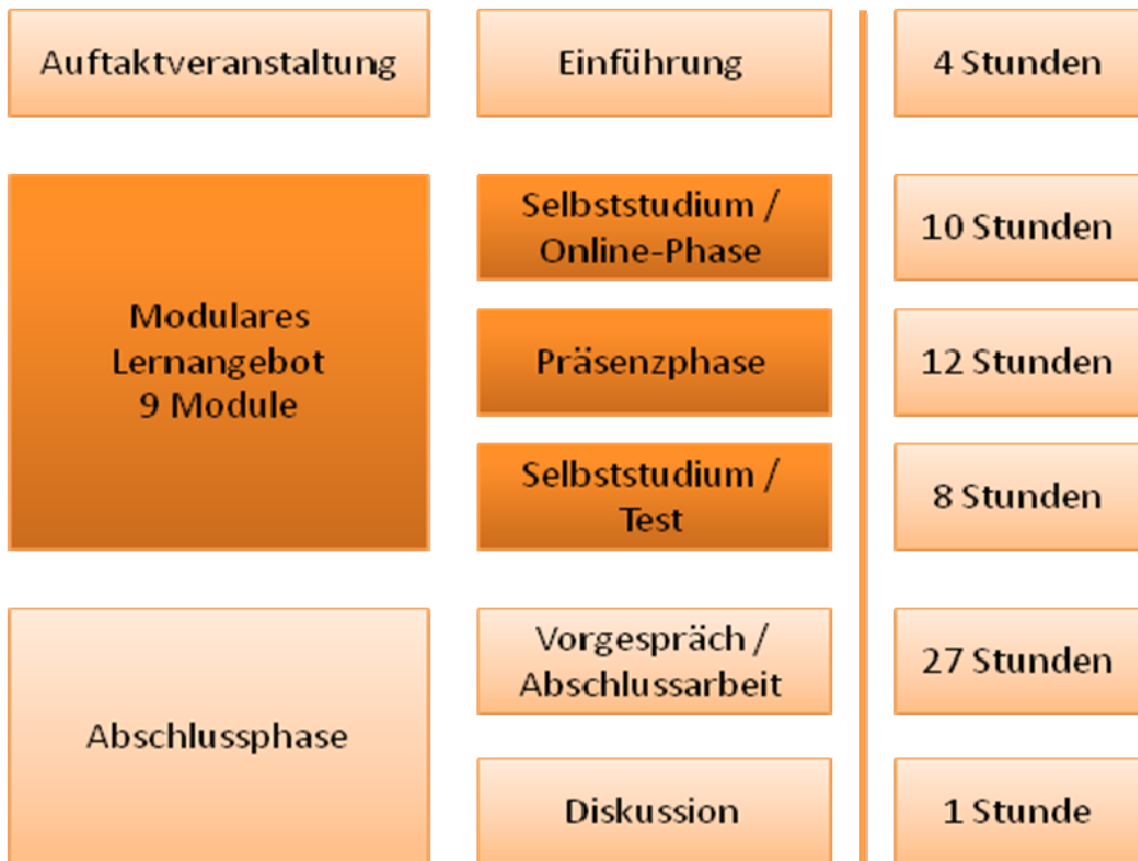 Auftaktveranstaltung
Einführung
4 Stunden
Modulares
Lernangebot
9 Module
Selbststudium /
Online-Phase
10 Stunden
Präsenzphase
12 Stunden
Selbststudium /
Test
8 Stunden
Abschlussphase
Vorgespräch /
Abschlussarbeit
27 Stunden
Diskussion
1 Stunde